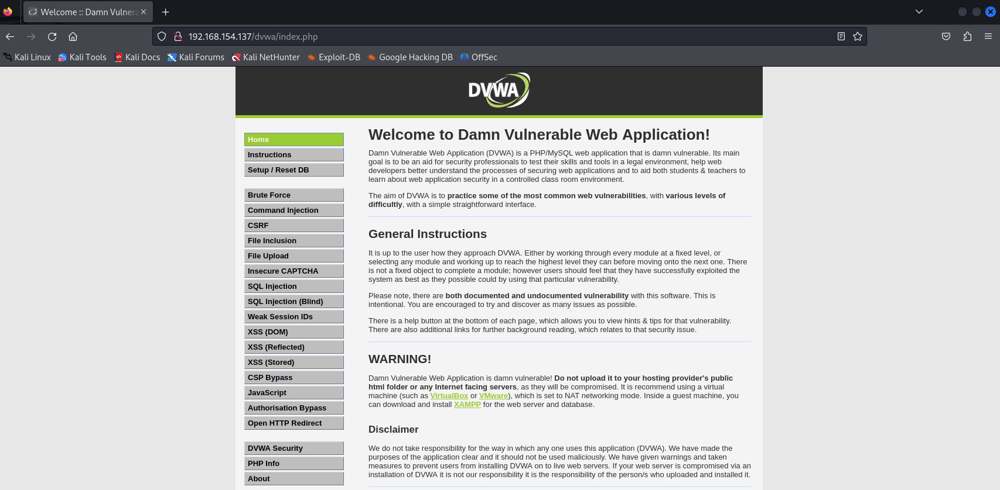 Welcome :: Damn Vulnera
192.168.154.137/dvwa/index.php
Kali Linux Kali Tools Kali Docs Kali Forums Kali NetHunter Exploit-DB Google Hacking DB OffSec
DVWA
Home
Instructions
Setup / Reset DB
Brute Force
Command Injection
CSRF
File Inclusion
File Upload
Insecure CAPTCHA
SQL Injection
SQL Injection (Blind)
Weak Session IDs
XSS (DOM)
XSS (Reflected)
XSS (Stored)
CSP Bypass
JavaScript
Authorisation Bypass
Open HTTP Redirect
DVWA Security
PHP Info
About
Welcome to Damn Vulnerable Web Application!
Damn Vulnerable Web Application (DVWA) is a PHP/MySQL web application that is damn vulnerable. Its main
goal is to be an aid for security professionals to test their skills and tools in a legal environment, help web
developers better understand the processes of securing web applications and to aid both students & teachers to
learn about web application security in a controlled class room environment.
The aim of DVWA is to practice some of the most common web vulnerabilities, with various levels of
difficultly, with a simple straightforward interface.
General Instructions
It is up to the user how they approach DVWA. Either by working through every module at a fixed level, or
selecting any module and working up to reach the highest level they can before moving onto the next one. There
is not a fixed object to complete a module; however users should feel that they have successfully exploited the
system as best as they possible could by using that particular vulnerability.
Please note, there are both documented and undocumented vulnerability with this software. This is
intentional. You are encouraged to try and discover as many issues as possible.
There is a help button at the bottom of each page, which allows you to view hints & tips for that vulnerability.
There are also additional links for further background reading, which relates to that security issue.
WARNING!
Damn Vulnerable Web Application is damn vulnerable! Do not upload it to your hosting provider's public
html folder or any Internet facing servers, as they will be compromised. It is recommend using a virtual
machine (such as VirtualBox or VMware), which is set to NAT networking mode. Inside a guest machine, you
can download and install XAMPP for the web server and database.
Disclaimer
We do not take responsibility for the way in which any one uses this application (DVWA). We have made the
purposes of the application clear and it should not be used maliciously. We have given warnings and taken
measures to prevent users from installing DVWA on to live web servers. If your web server is compromised via an
installation of DVWA it is not our responsibility it is the responsibility of the person/s who uploaded and installed it.